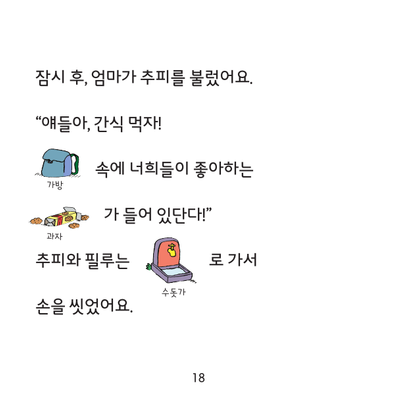 잠시 후, 엄마가 추피를 불렀어요.
“얘들아, 간식 먹자!
속에 너희들이 좋아하는
가방
가 들어 있단다!”
과자
추피와 필루는 로 가서
수돗가
손을 씻었어요.
18